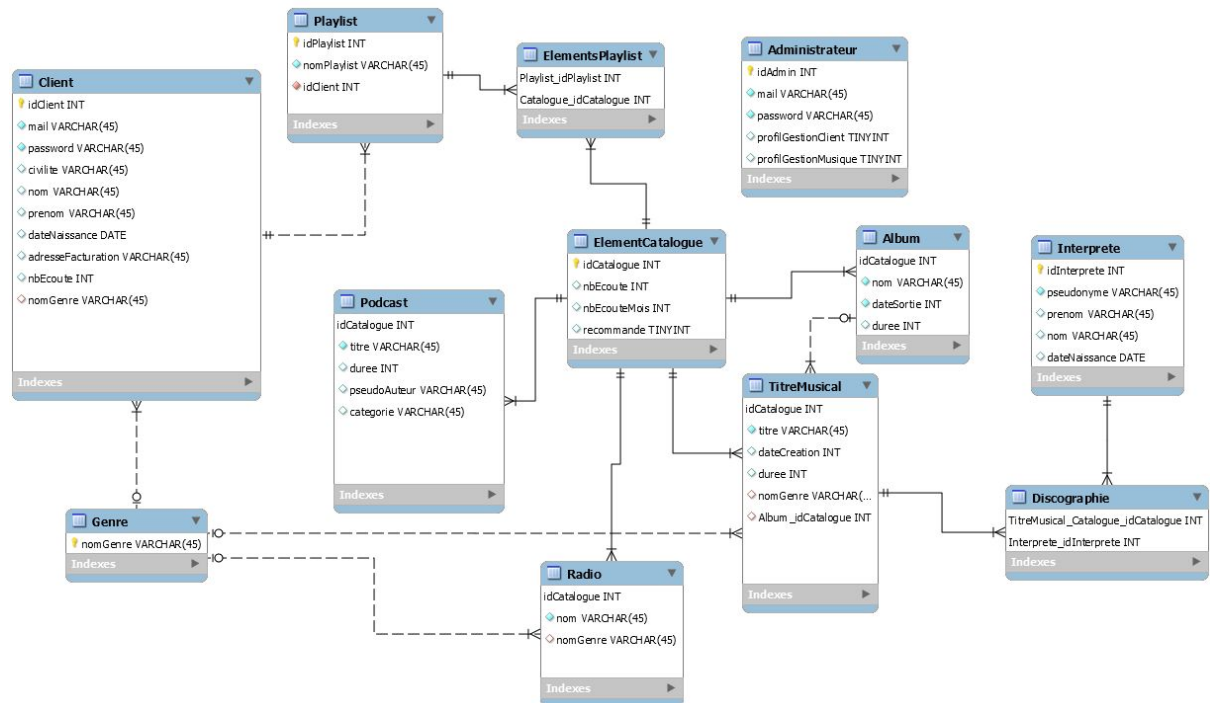 Playlist
idPlaylist INT
nomPlaylist VARCHAR(45)
idClient INT
Indexes
ElementsPlaylist
Playlist_idPlaylist INT
Catalogue_idCatalogue INT
Indexes
Administrateur
idAdmin INT
mail VARCHAR(45)
password VARCHAR(45)
profilGestionClient TINYINT
profilGestionMusique TINYINT
Indexes
Client
idClient INT
mail VARCHAR(45)
password VARCHAR(45)
civilite VARCHAR(45)
nom VARCHAR(45)
prenom VARCHAR(45)
dateNaissance DATE
adresseFacturation VARCHAR(45)
nbEcoute INT
nomGenre VARCHAR(45)
Indexes
ElementCatalogue
idCatalogue INT
nbEcoute INT
nbEcouteMois INT
recommande TINYINT
Indexes
Album
idCatalogue INT
nom VARCHAR(45)
dateSortie INT
duree INT
Indexes
Interprete
idInterprete INT
pseudonyme VARCHAR(45)
prenom VARCHAR(45)
nom VARCHAR(45)
dateNaissance DATE
Indexes
Podcast
idCatalogue INT
titre VARCHAR(45)
duree INT
pseudoAuteur VARCHAR(45)
categorie VARCHAR(45)
Indexes
TitreMusical
idCatalogue INT
titre VARCHAR(45)
dateCreation INT
duree INT
nomGenre VARCHAR(...
Album_idCatalogue INT
Indexes
Discographie
TitreMusical_Catalogue_idCatalogue INT
Interprete_idInterprete INT
Indexes
Genre
nomGenre VARCHAR(45)
Indexes
Radio
idCatalogue INT
nom VARCHAR(45)
nomGenre VARCHAR(45)
Indexes